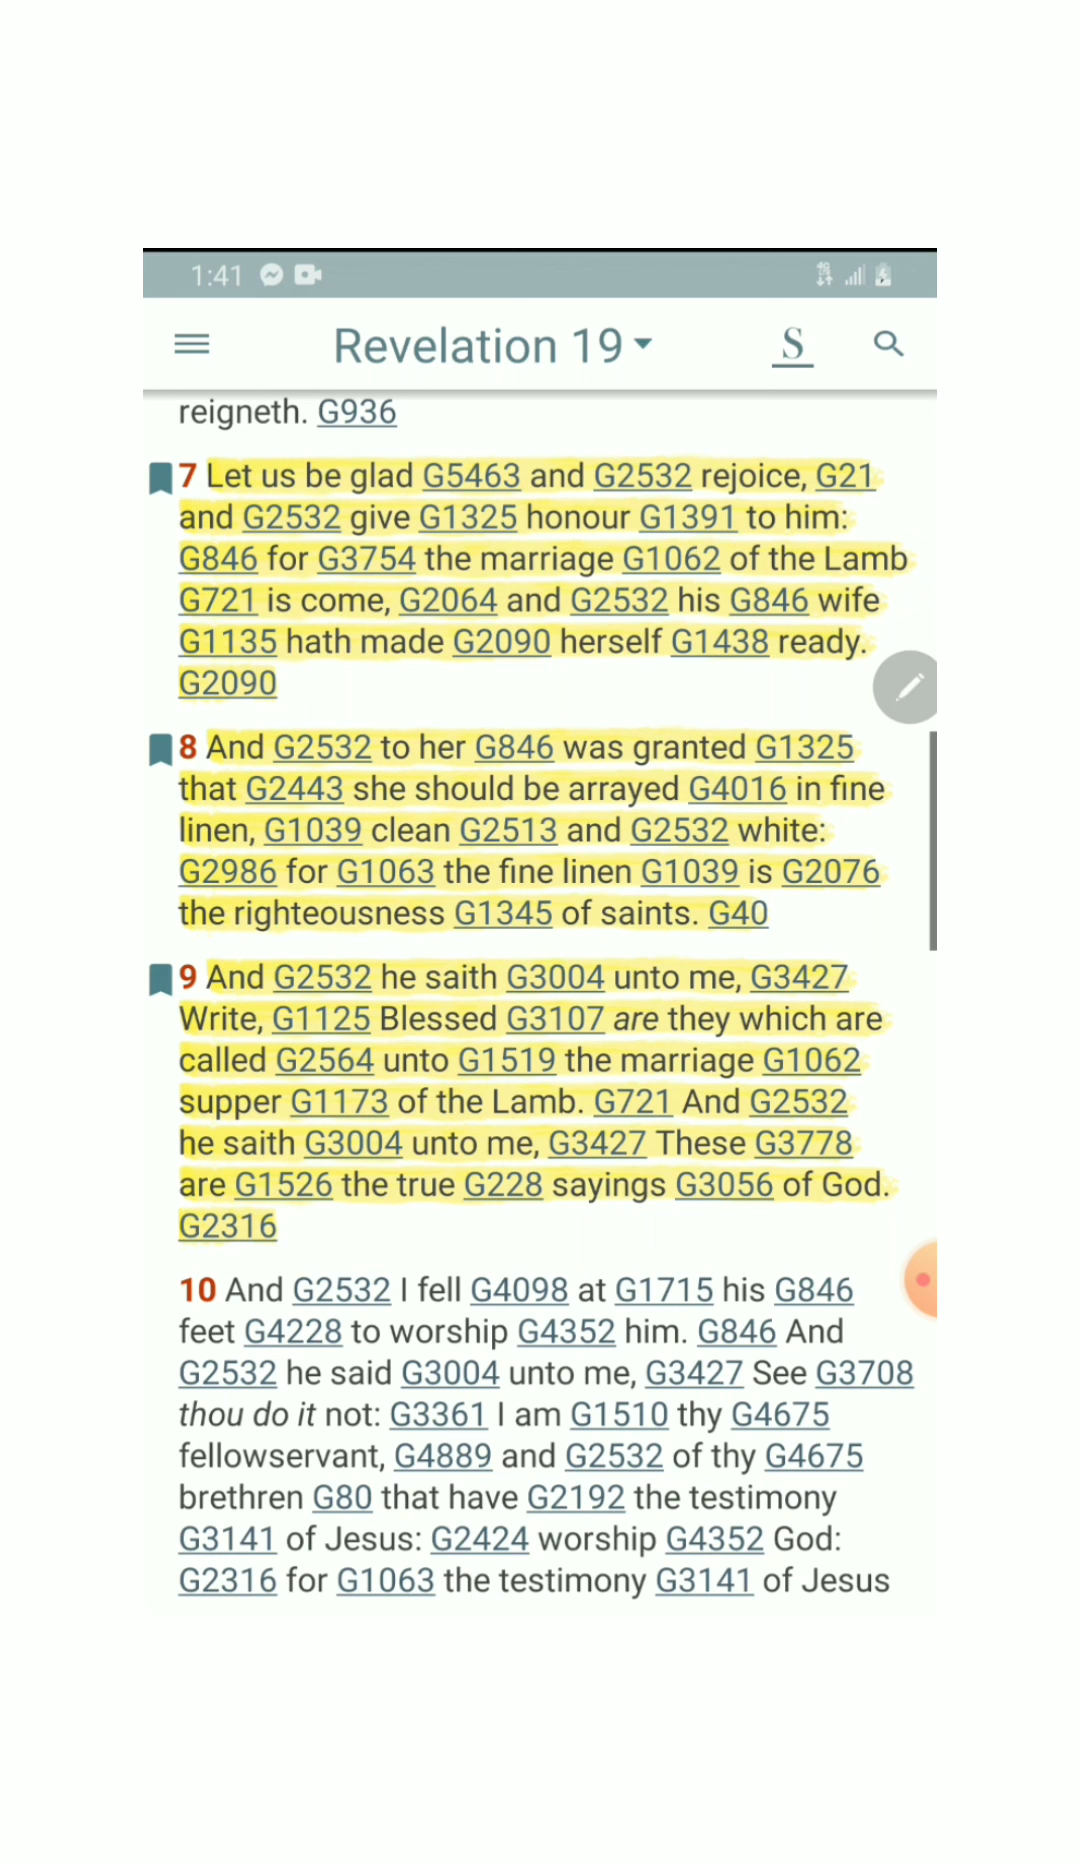 1:41
Revelation 19
S
reigneth. G936
7 Let us be glad G5463 and G2532 rejoice, G21
and G2532 give G1325 honour G1391 to him:
G846 for G3754 the marriage G1062 of the Lamb
G721 is come, G2064 and G2532 his G846 wife
G1135 hath made G2090 herself G1438 ready.
G2090
8 And G2532 to her G846 was granted G1325
that G2443 she should be arrayed G4016 in fine
linen, G1039 clean G2513 and G2532 white:
G2986 for G1063 the fine linen G1039 is G2076
the righteousness G1345 of saints. G40
9 And G2532 he saith G3004 unto me, G3427
Write, G1125 Blessed G3107 are they which are
called G2564 unto G1519 the marriage G1062
supper G1173 of the Lamb. G721 And G2532
he saith G3004 unto me, G3427 These G3778
are G1526 the true G228 sayings G3056 of God.
G2316
10 And G2532 I fell G4098 at G1715 his G846
feet G4228 to worship G4352 him. G846 And
G2532 he said G3004 unto me, G3427 See G3708
thou do it not: G3361 I am G1510 thy G4675
fellowservant, G4889 and G2532 of thy G4675
brethren G80 that have G2192 the testimony
G3141 of Jesus: G2424 worship G4352 God:
G2316 for G1063 the testimony G3141 of Jesus